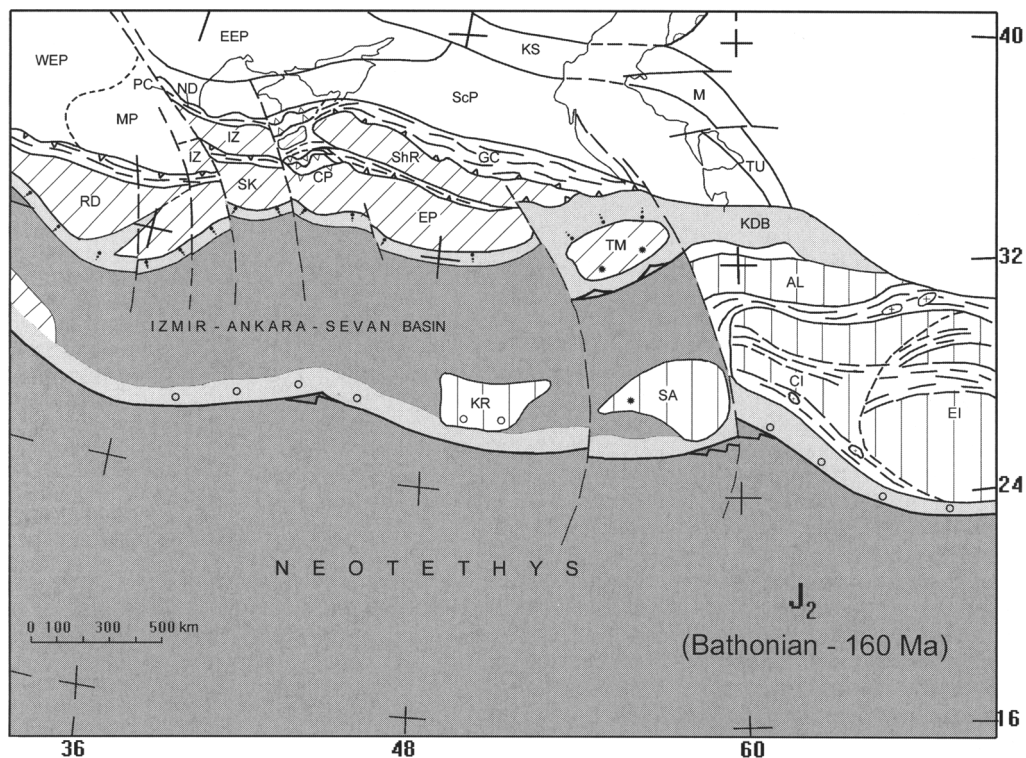 40
EEP
KS
WEP
PC
ND
ScP
M
MP
IZ
IZ
ShR
GC
TU
CP
SK
RD
EP
KDB
TM
32
AL
IZMIR - ANKARA - SEVAN BASIN
KR
SA
CI
EI
24
NEOTETHYS
J2
0 100 300 500 km
(Bathonian - 160 Ma)
16
36 48 60